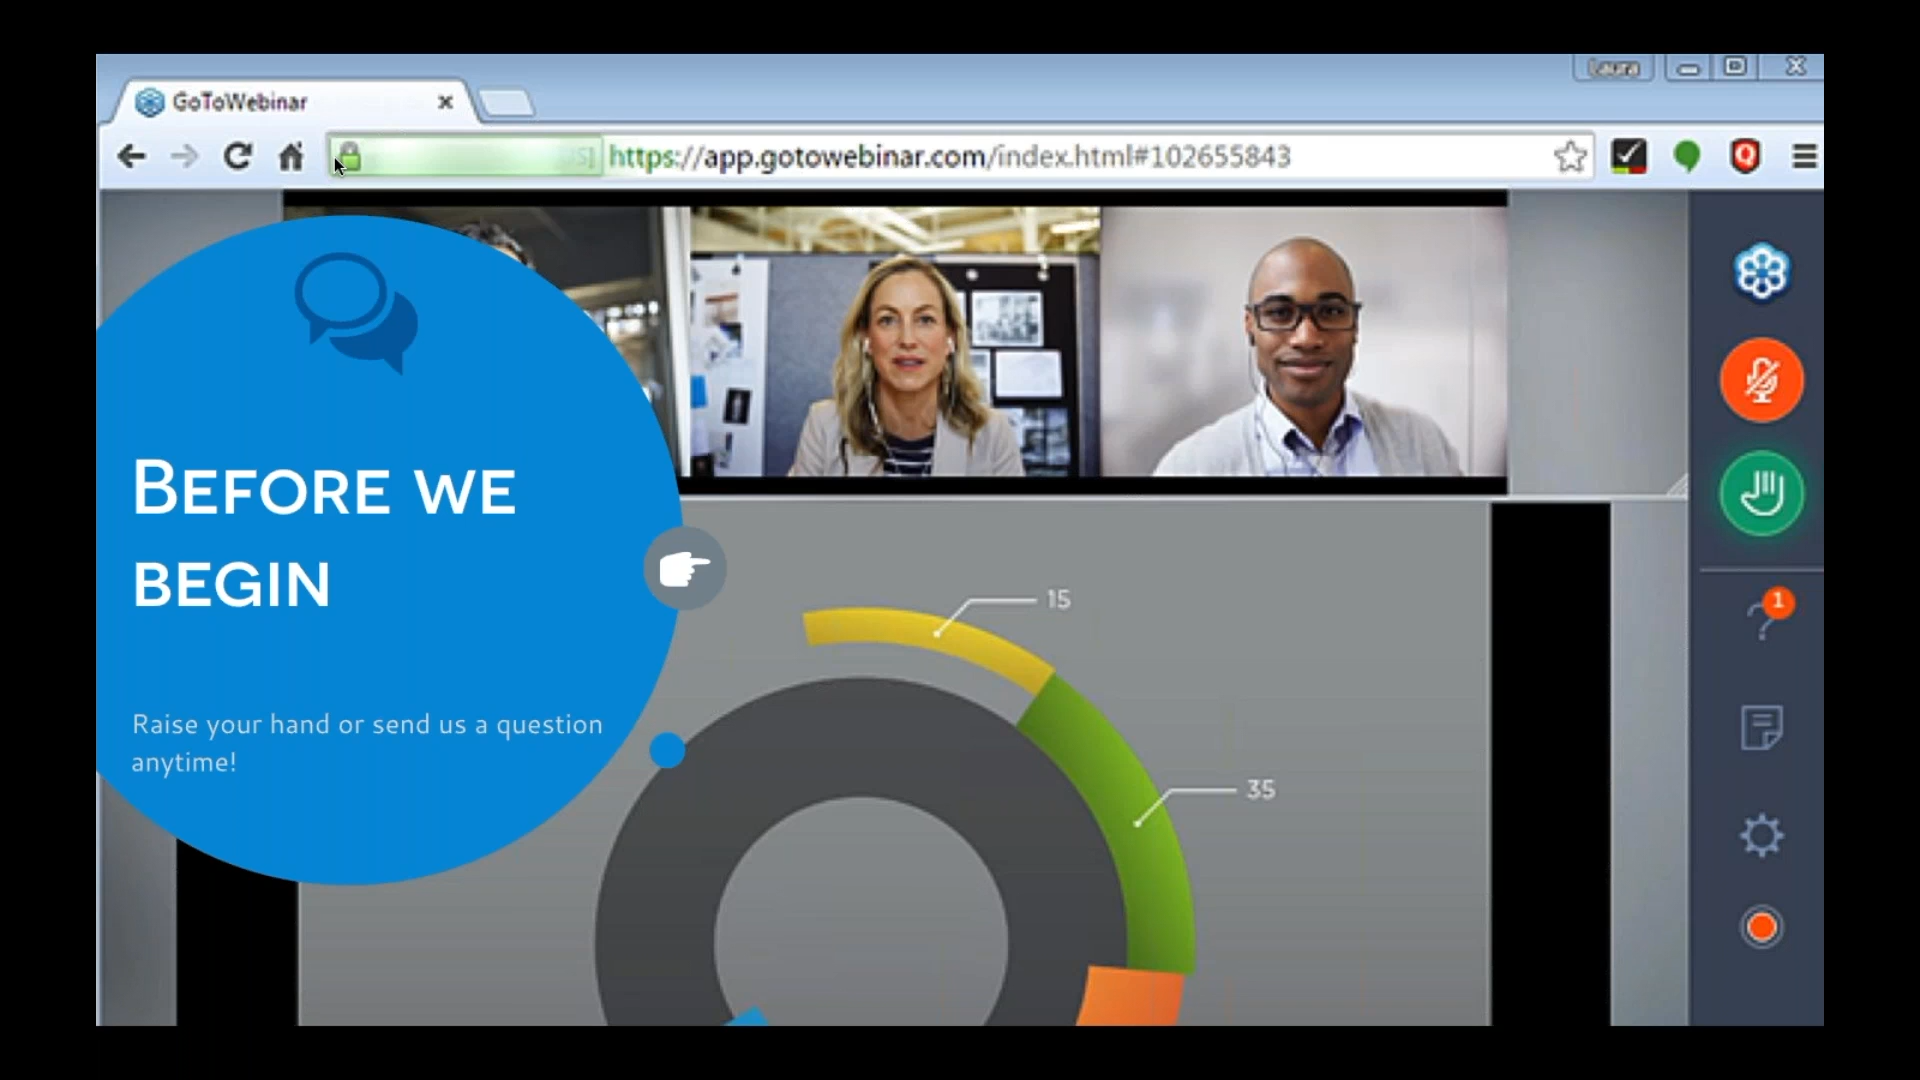 Laura
GoToWebinar
https://app.gotowebinar.com/index.html#102655843
Before we
begin
Raise your hand or send us a question
anytime!
15
35
1